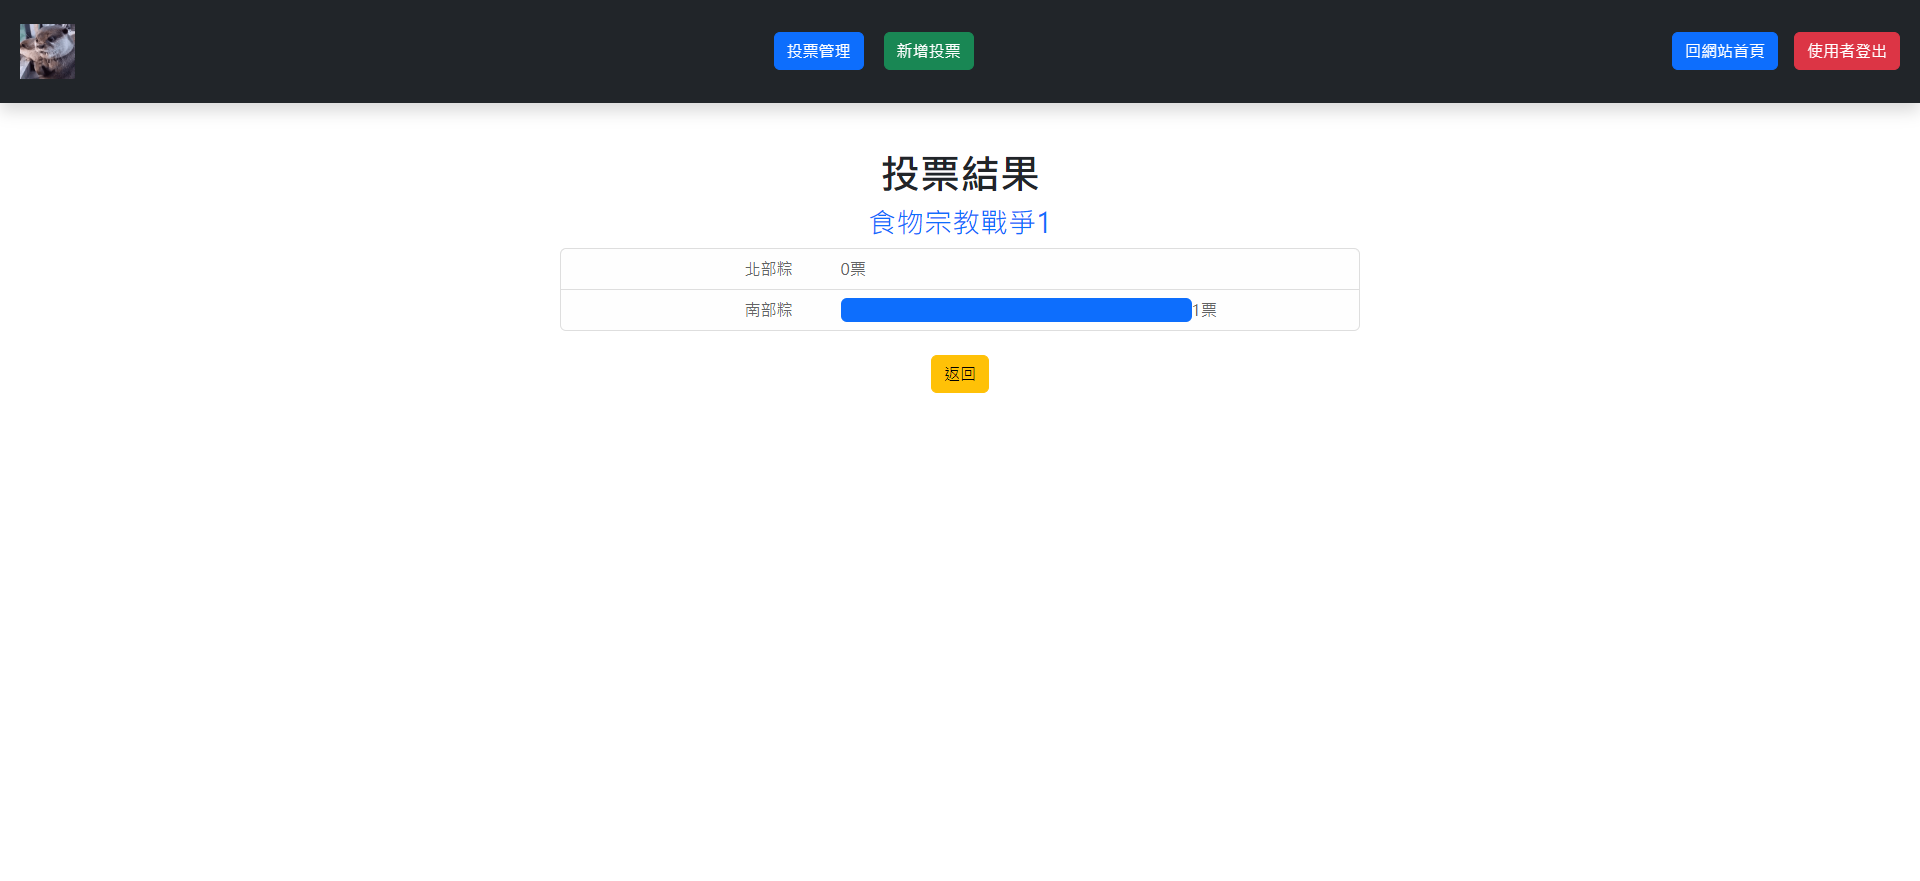 投票管理 新增投票 回網站首頁 使用者登出
投票結果
食物宗教戰爭1
北部粽 0票
南部粽 1票
返回